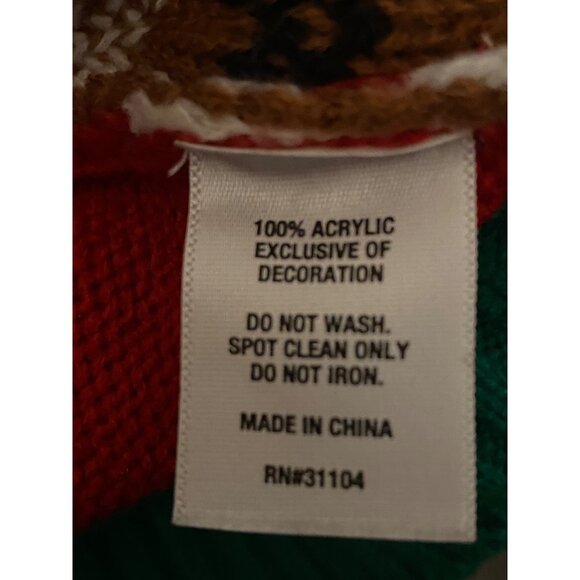 100% ACRYLIC
EXCLUSIVE OF
DECORATION
DO NOT WASH.
SPOT CLEAN ONLY
DO NOT IRON.
MADE IN CHINA
RN#31104